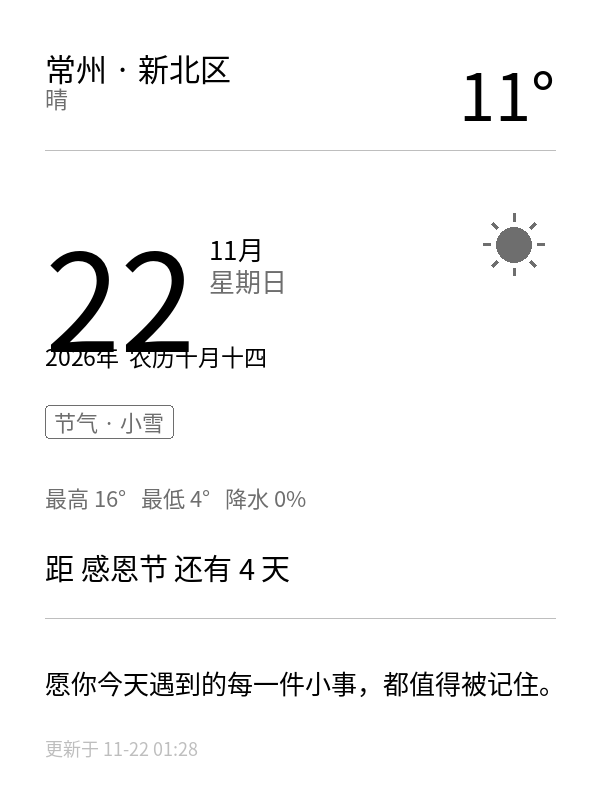 常州 · 新北区
晴
11°
22
11月
星期日
2026年 农历十月十四
节气 · 小雪
最高 16° 最低 4° 降水 0%
距 感恩节 还有 4 天
愿你今天遇到的每一件小事，都值得被记住。
更新于 11-22 01:28